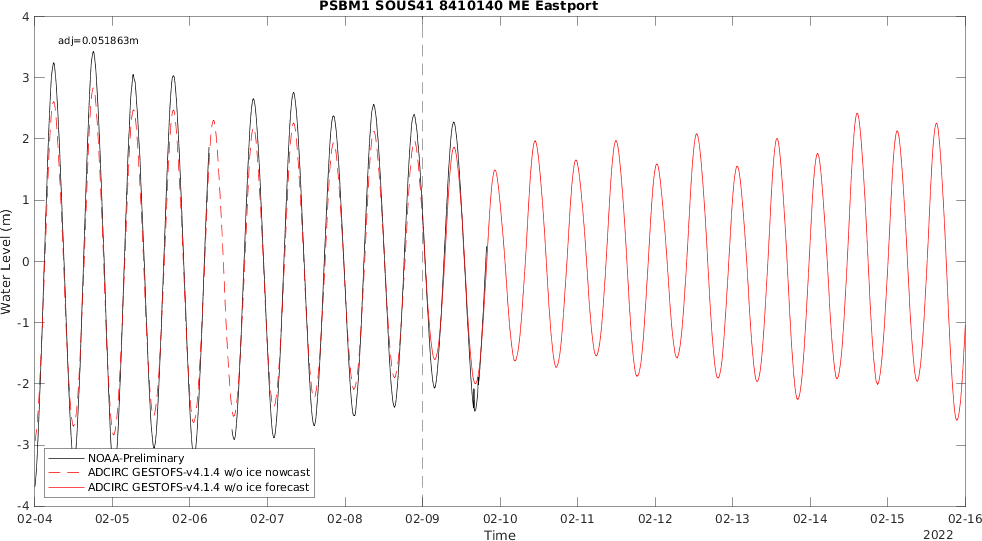 PSBM1 SOUS41 8410140 ME Eastport
adj=0.051863m
4
3
2
1
0
-1
-2
-3
-4
Water Level (m)
NOAA-Preliminary
ADCIRC GESTOFS-v4.1.4 w/o ice nowcast
ADCIRC GESTOFS-v4.1.4 w/o ice forecast
02-04 02-05 02-06 02-07 02-08 02-09 02-10 02-11 02-12 02-13 02-14 02-15 02-16
Time
2022